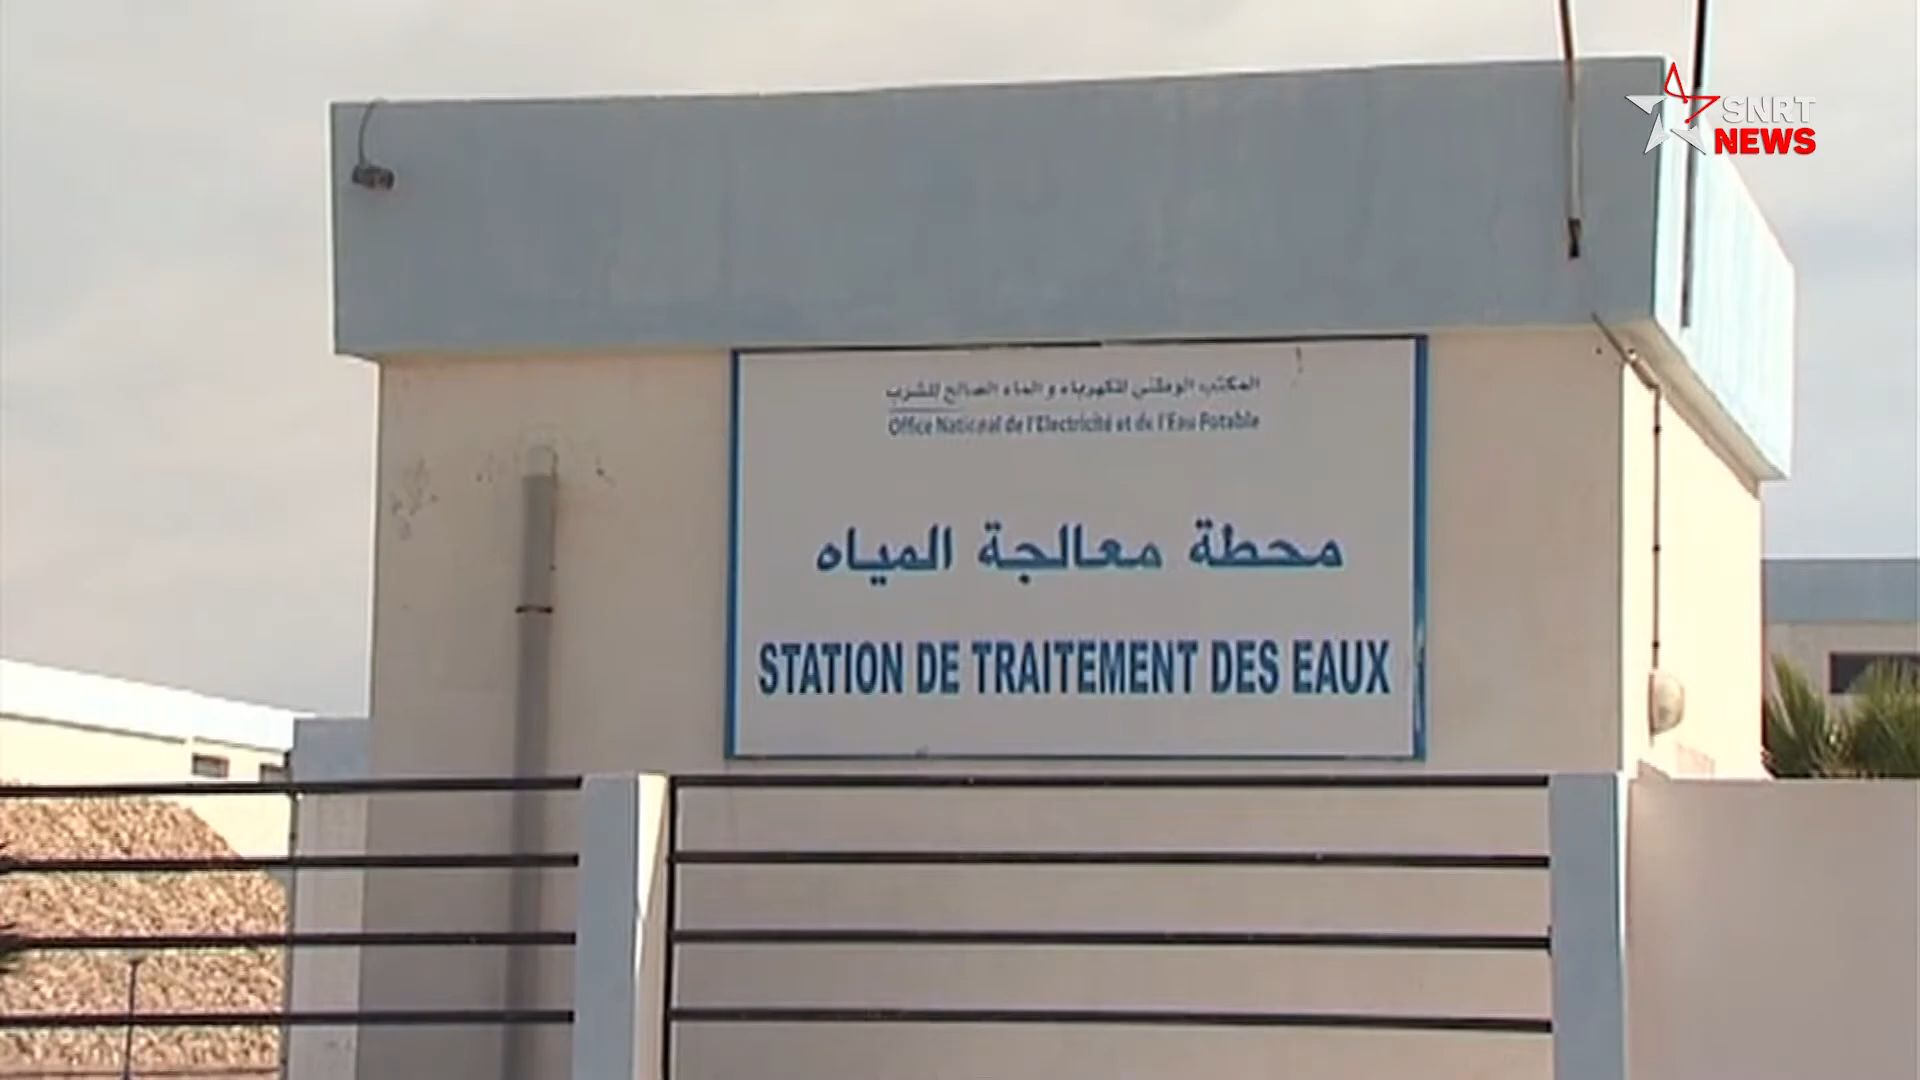 SNRT
NEWS
المكتب الوطني للكهرباء و الماء الصالح للشرب
Office National de l'Electricité et de l'Eau Potable
محطة معالجة المياه
STATION DE TRAITEMENT DES EAUX